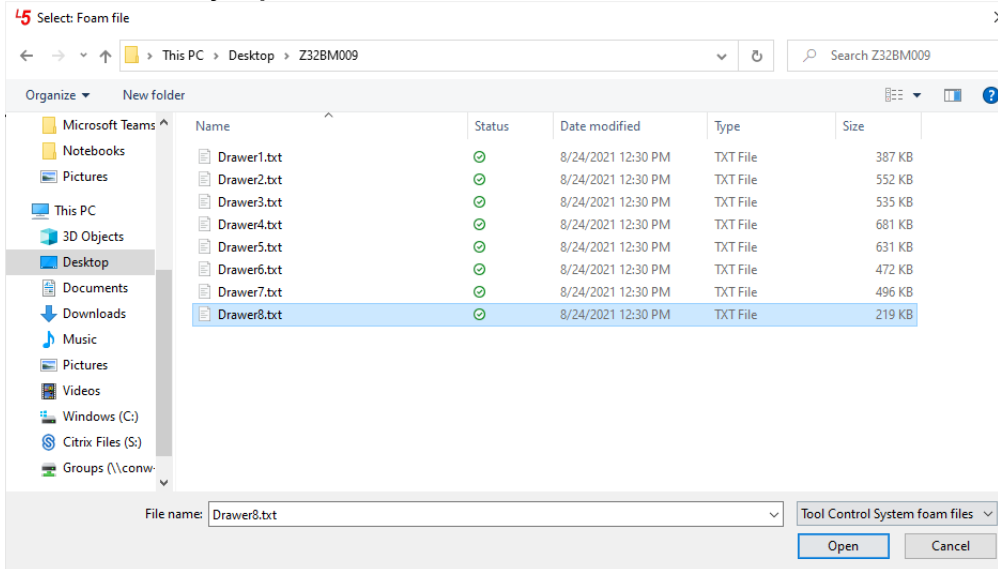 L5 Select: Foam file
This PC > Desktop > Z32BM009
Search Z32BM009
Organize
New folder
?
Microsoft Teams
Notebooks
Pictures
This PC
3D Objects
Desktop
Documents
Downloads
Music
Pictures
Videos
Windows (C:)
Citrix Files (S:)
Groups (\\conw-
Name Status Date modified Type Size
Drawer1.txt 8/24/2021 12:30 PM TXT File 387 KB
Drawer2.txt 8/24/2021 12:30 PM TXT File 552 KB
Drawer3.txt 8/24/2021 12:30 PM TXT File 535 KB
Drawer4.txt 8/24/2021 12:30 PM TXT File 681 KB
Drawer5.txt 8/24/2021 12:30 PM TXT File 631 KB
Drawer6.txt 8/24/2021 12:30 PM TXT File 472 KB
Drawer7.txt 8/24/2021 12:30 PM TXT File 496 KB
Drawer8.txt 8/24/2021 12:30 PM TXT File 219 KB
File name: Drawer8.txt
Tool Control System foam files
Open
Cancel